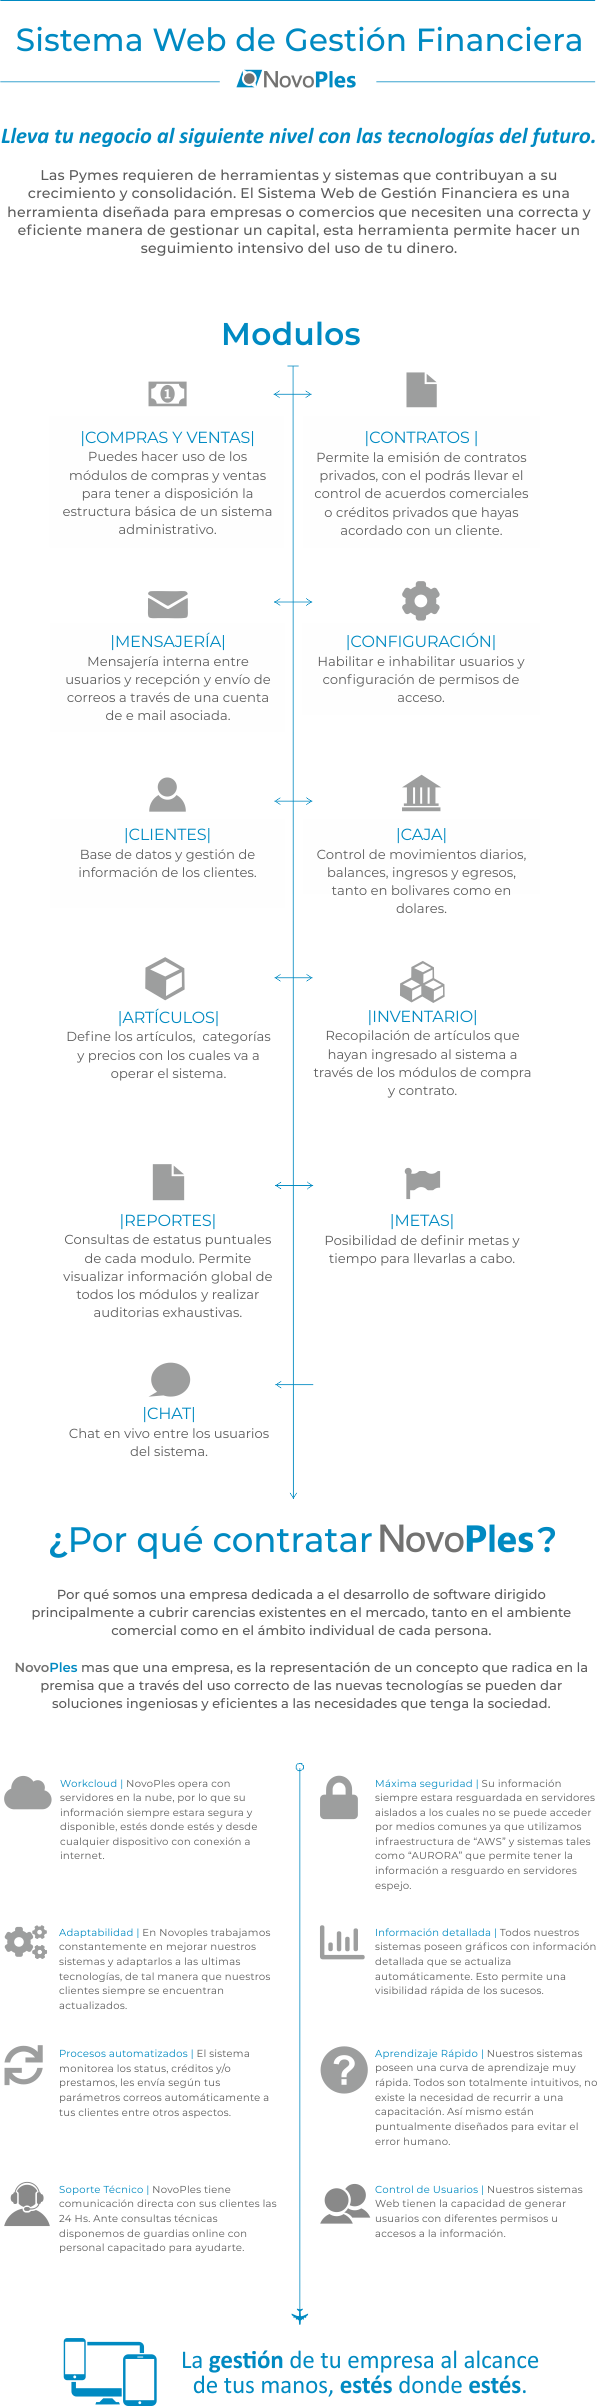 Sistema Web de Gestión Financiera
NovoPles
Lleva tu negocio al siguiente nivel con las tecnologías del futuro.
Las Pymes requieren de herramientas y sistemas que contribuyan a su
crecimiento y consolidación. El Sistema Web de Gestión Financiera es una
herramienta diseñada para empresas o comercios que necesiten una correcta y
eficiente manera de gestionar un capital, esta herramienta permite hacer un
seguimiento intensivo del uso de tu dinero.
Modulos
1
|COMPRAS Y VENTAS|
Puedes hacer uso de los
módulos de compras y ventas
para tener a disposición la
estructura básica de un sistema
administrativo.
|CONTRATOS |
Permite la emisión de contratos
privados, con el podrás llevar el
control de acuerdos comerciales
o créditos privados que hayas
acordado con un cliente.
|MENSAJERÍA|
Mensajería interna entre
usuarios y recepción y envío de
correos a través de una cuenta
de e mail asociada.
|CONFIGURACIÓN|
Habilitar e inhabilitar usuarios y
configuración de permisos de
acceso.
|CLIENTES|
Base de datos y gestión de
información de los clientes.
|CAJA|
Control de movimientos diarios,
balances, ingresos y egresos,
tanto en bolivares como en
dolares.
|ARTÍCULOS|
Define los artículos, categorías
y precios con los cuales va a
operar el sistema.
|INVENTARIO|
Recopilación de artículos que
hayan ingresado al sistema a
través de los módulos de compra
y contrato.
|REPORTES|
Consultas de estatus puntuales
de cada modulo. Permite
visualizar información global de
todos los módulos y realizar
auditorias exhaustivas.
|METAS|
Posibilidad de definir metas y
tiempo para llevarlas a cabo.
|CHAT|
Chat en vivo entre los usuarios
del sistema.
¿Por qué contratar NovoPles?
Por qué somos una empresa dedicada a el desarrollo de software dirigido
principalmente a cubrir carencias existentes en el mercado, tanto en el ambiente
comercial como en el ámbito individual de cada persona.
NovoPles mas que una empresa, es la representación de un concepto que radica en la
premisa que a través del uso correcto de las nuevas tecnologías se pueden dar
soluciones ingeniosas y eficientes a las necesidades que tenga la sociedad.
Workcloud | NovoPles opera con
servidores en la nube, por lo que su
información siempre estara segura y
disponible, estés donde estés y desde
cualquier dispositivo con conexión a
internet.
Máxima seguridad | Su información
siempre estara resguardada en servidores
aislados a los cuales no se puede acceder
por medios comunes ya que utilizamos
infraestructura de “AWS” y sistemas tales
como “AURORA” que permite tener la
información a resguardo en servidores
espejo.
Adaptabilidad | En Novoples trabajamos
constantemente en mejorar nuestros
sistemas y adaptarlos a las ultimas
tecnologías, de tal manera que nuestros
clientes siempre se encuentran
actualizados.
Información detallada | Todos nuestros
sistemas poseen gráficos con información
detallada que se actualiza
automáticamente. Esto permite una
visibilidad rápida de los sucesos.
Procesos automatizados | El sistema
monitorea los status, créditos y/o
prestamos, les envía según tus
parámetros correos automáticamente a
tus clientes entre otros aspectos.
?
Aprendizaje Rápido | Nuestros sistemas
poseen una curva de aprendizaje muy
rápida. Todos son totalmente intuitivos, no
existe la necesidad de recurrir a una
capacitación. Así mismo están
puntualmente diseñados para evitar el
error humano.
Soporte Técnico | NovoPles tiene
comunicación directa con sus clientes las
24 Hs. Ante consultas técnicas
disponemos de guardias online con
personal capacitado para ayudarte.
Control de Usuarios | Nuestros sistemas
Web tienen la capacidad de generar
usuarios con diferentes permisos u
accesos a la información.
La gestión de tu empresa al alcance
de tus manos, estés donde estés.